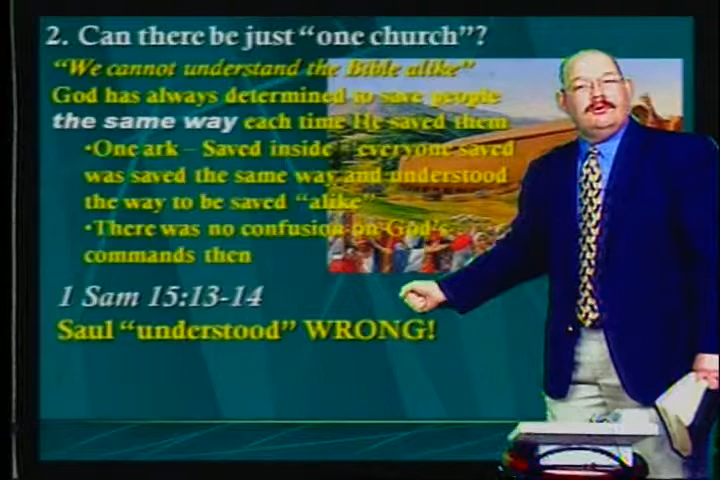 2. Can there be just “one church”?
“We cannot understand the Bible alike”
God has always determined to save people
the same way each time He saved them
•One ark – Saved inside – everyone saved
was saved the same way and understood
the way to be saved “alike”
•There was no confusion on God's
commands then
1 Sam 15:13-14
Saul “understood” WRONG!